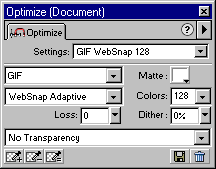 Optimize (Document)
Optimize ?
Settings: GIF WebSnap 128
GIF Matte:
WebSnap Adaptive Colors: 128
Loss: 0 Dither: 0%
No Transparency